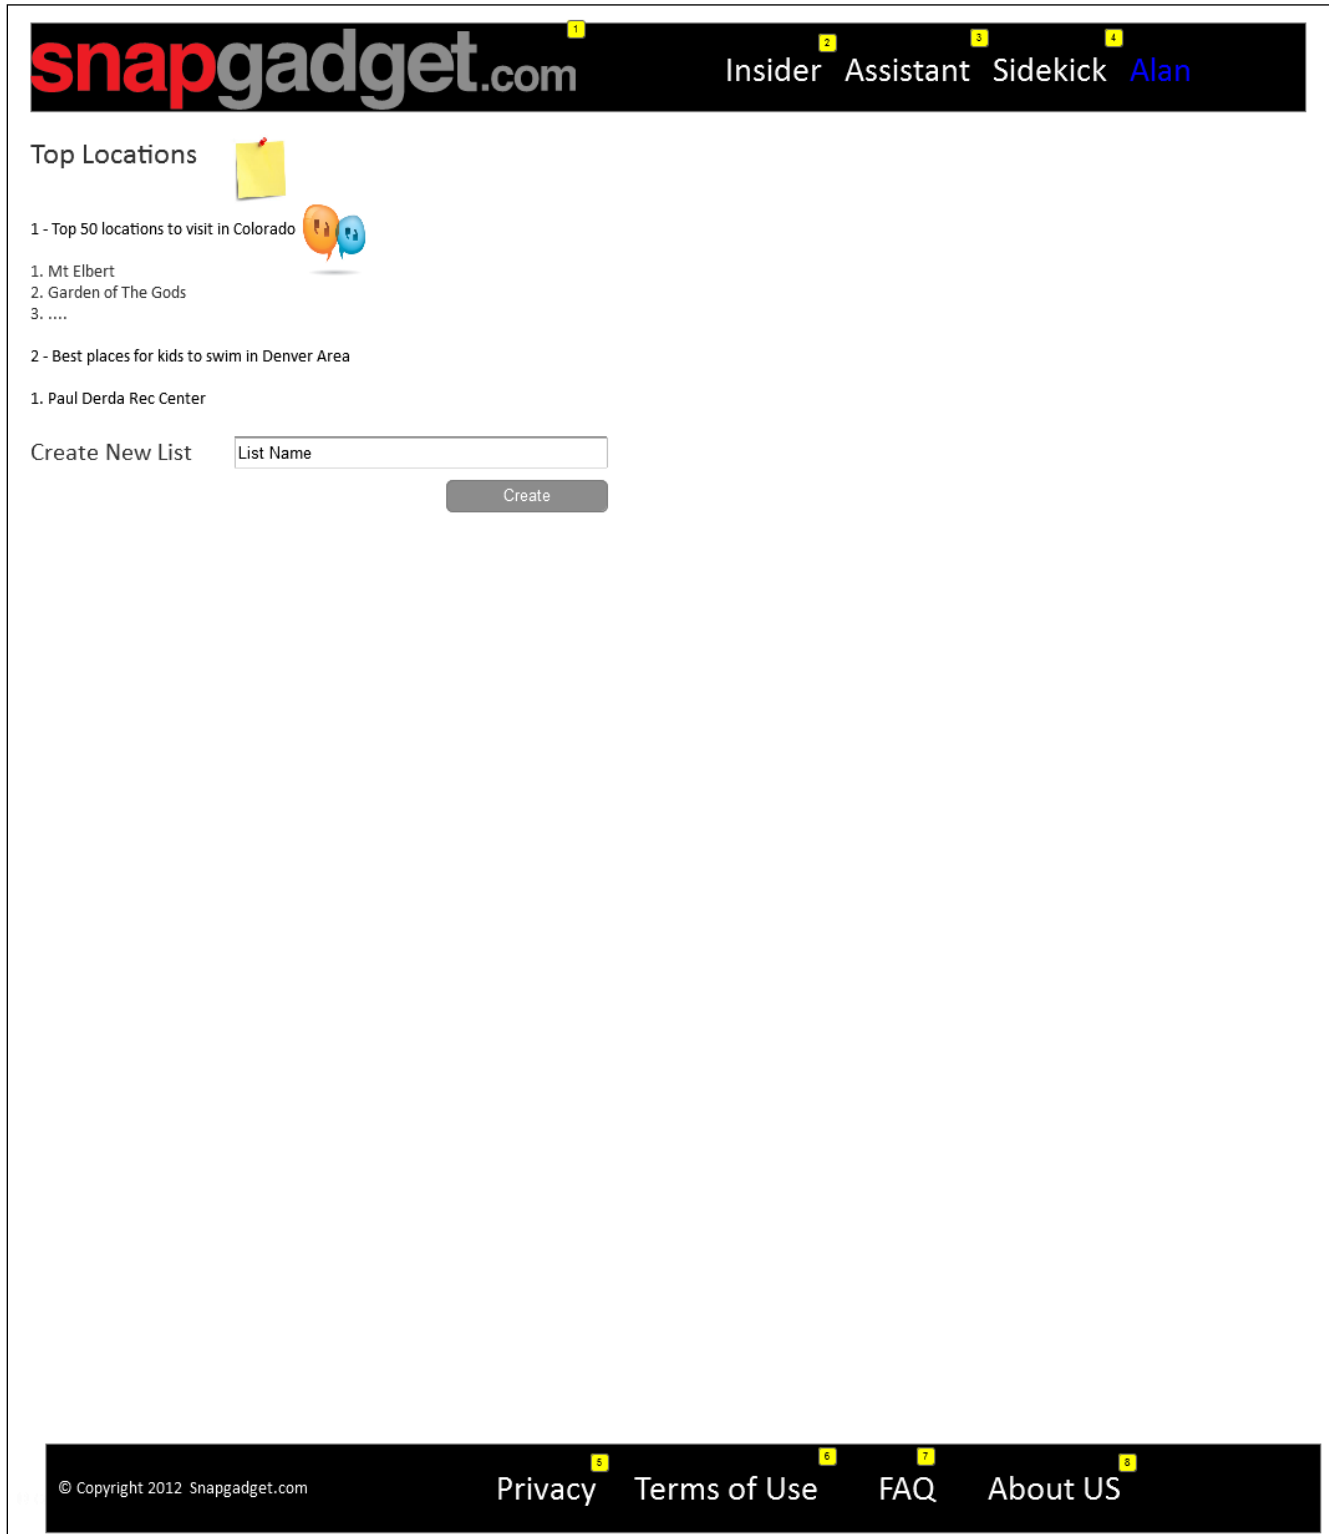 1
2
3
4
snapgadget.com
Insider Assistant Sidekick Alan
Top Locations
1 - Top 50 locations to visit in Colorado
1. Mt Elbert
2. Garden of The Gods
3. ....
2 - Best places for kids to swim in Denver Area
1. Paul Derda Rec Center
Create New List
List Name
Create
5
6
7
8
© Copyright 2012 Snapgadget.com
Privacy Terms of Use FAQ About US